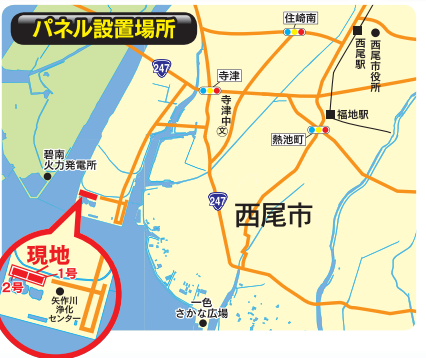 パネル設置場所
住崎南
西尾駅
西尾市役所
247
寺津
寺津中
文
福地駅
熱池町
碧南
火力発電所
247
西尾市
現地
1号
2号
矢作川
浄化
センター
一色
さかな広場